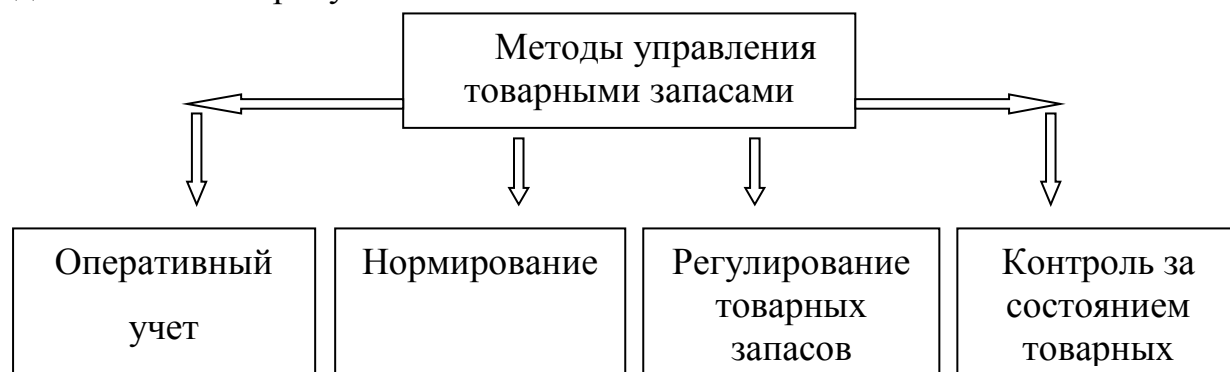 Методы управления
товарными запасами
Оперативный
учет
Нормирование
Регулирование
товарных
запасов
Контроль за
состоянием
товарных